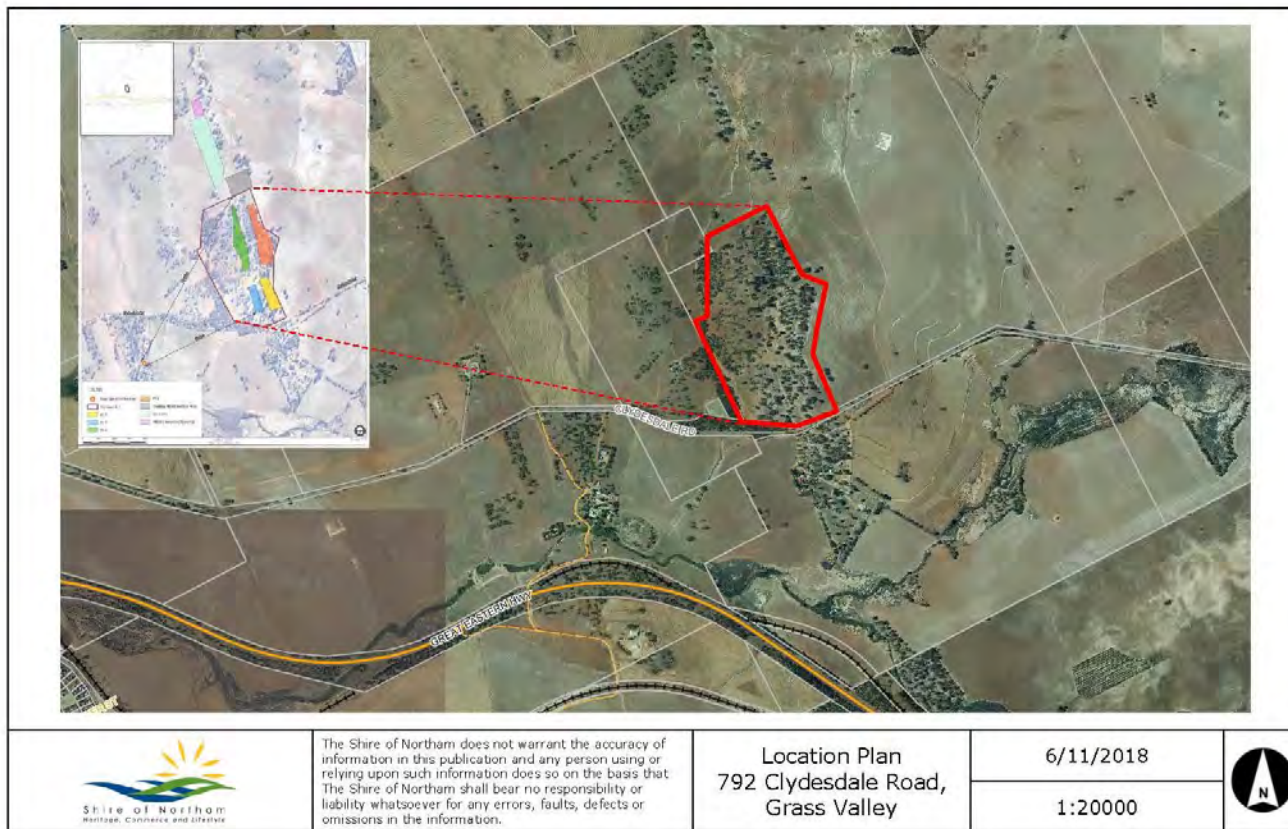 CLYDESDALE RD
GREAT EASTERN HWY
Shire of Northam
Heritage, Commerce and Lifestyle
The Shire of Northam does not warrant the accuracy of
information in this publication and any person using or
relying upon such information does so on the basis that
The Shire of Northam shall bear no responsibility or
liability whatsoever for any errors, faults, defects or
omissions in the information.
Location Plan
792 Clydesdale Road,
Grass Valley
6/11/2018
1:20000
N